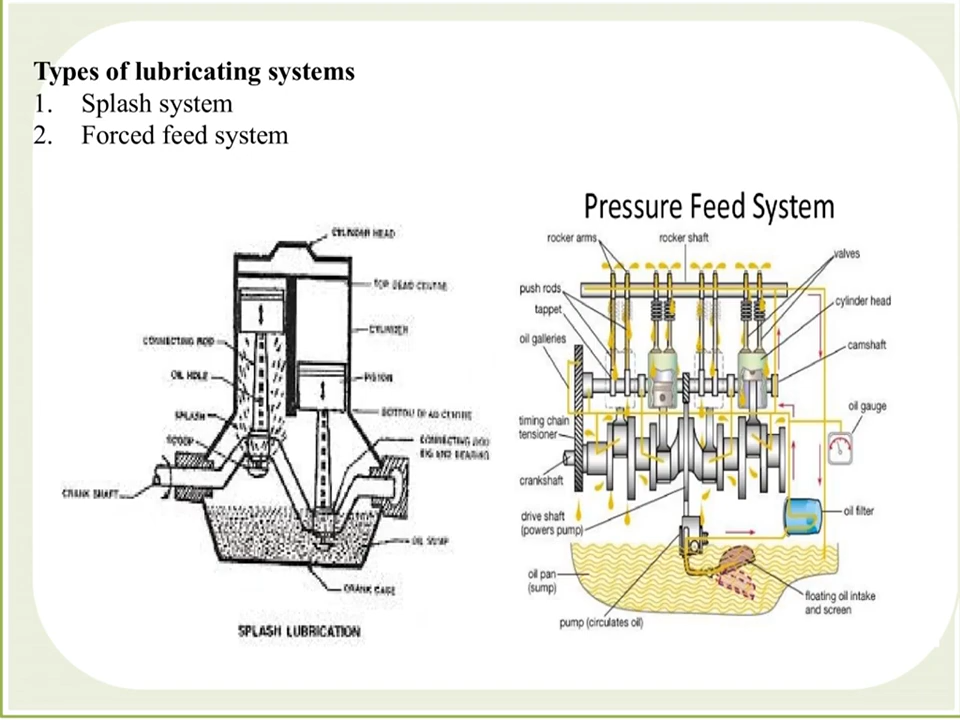 Types of lubricating systems
1. Splash system
2. Forced feed system
CYLINDER HEAD
TOP DEAD CENTRE
CYLINDER
CONNECTING ROD
OIL HOLE
PISTON
SPLASH
BOTTOM DEAD CENTRE
SCOOP
CONNECTING ROD
BIG AND BEARING
CRANK SHAFT
OIL SUMP
CRANK CASE
SPLASH LUBRICATION
Pressure Feed System
rocker arms
rocker shaft
valves
push rods
tappet
cylinder head
oil galleries
camshaft
oil gauge
timing chain
tensioner
crankshaft
drive shaft
(powers pump)
oil filter
oil pan
(sump)
floating oil intake
and screen
pump (circulates oil)